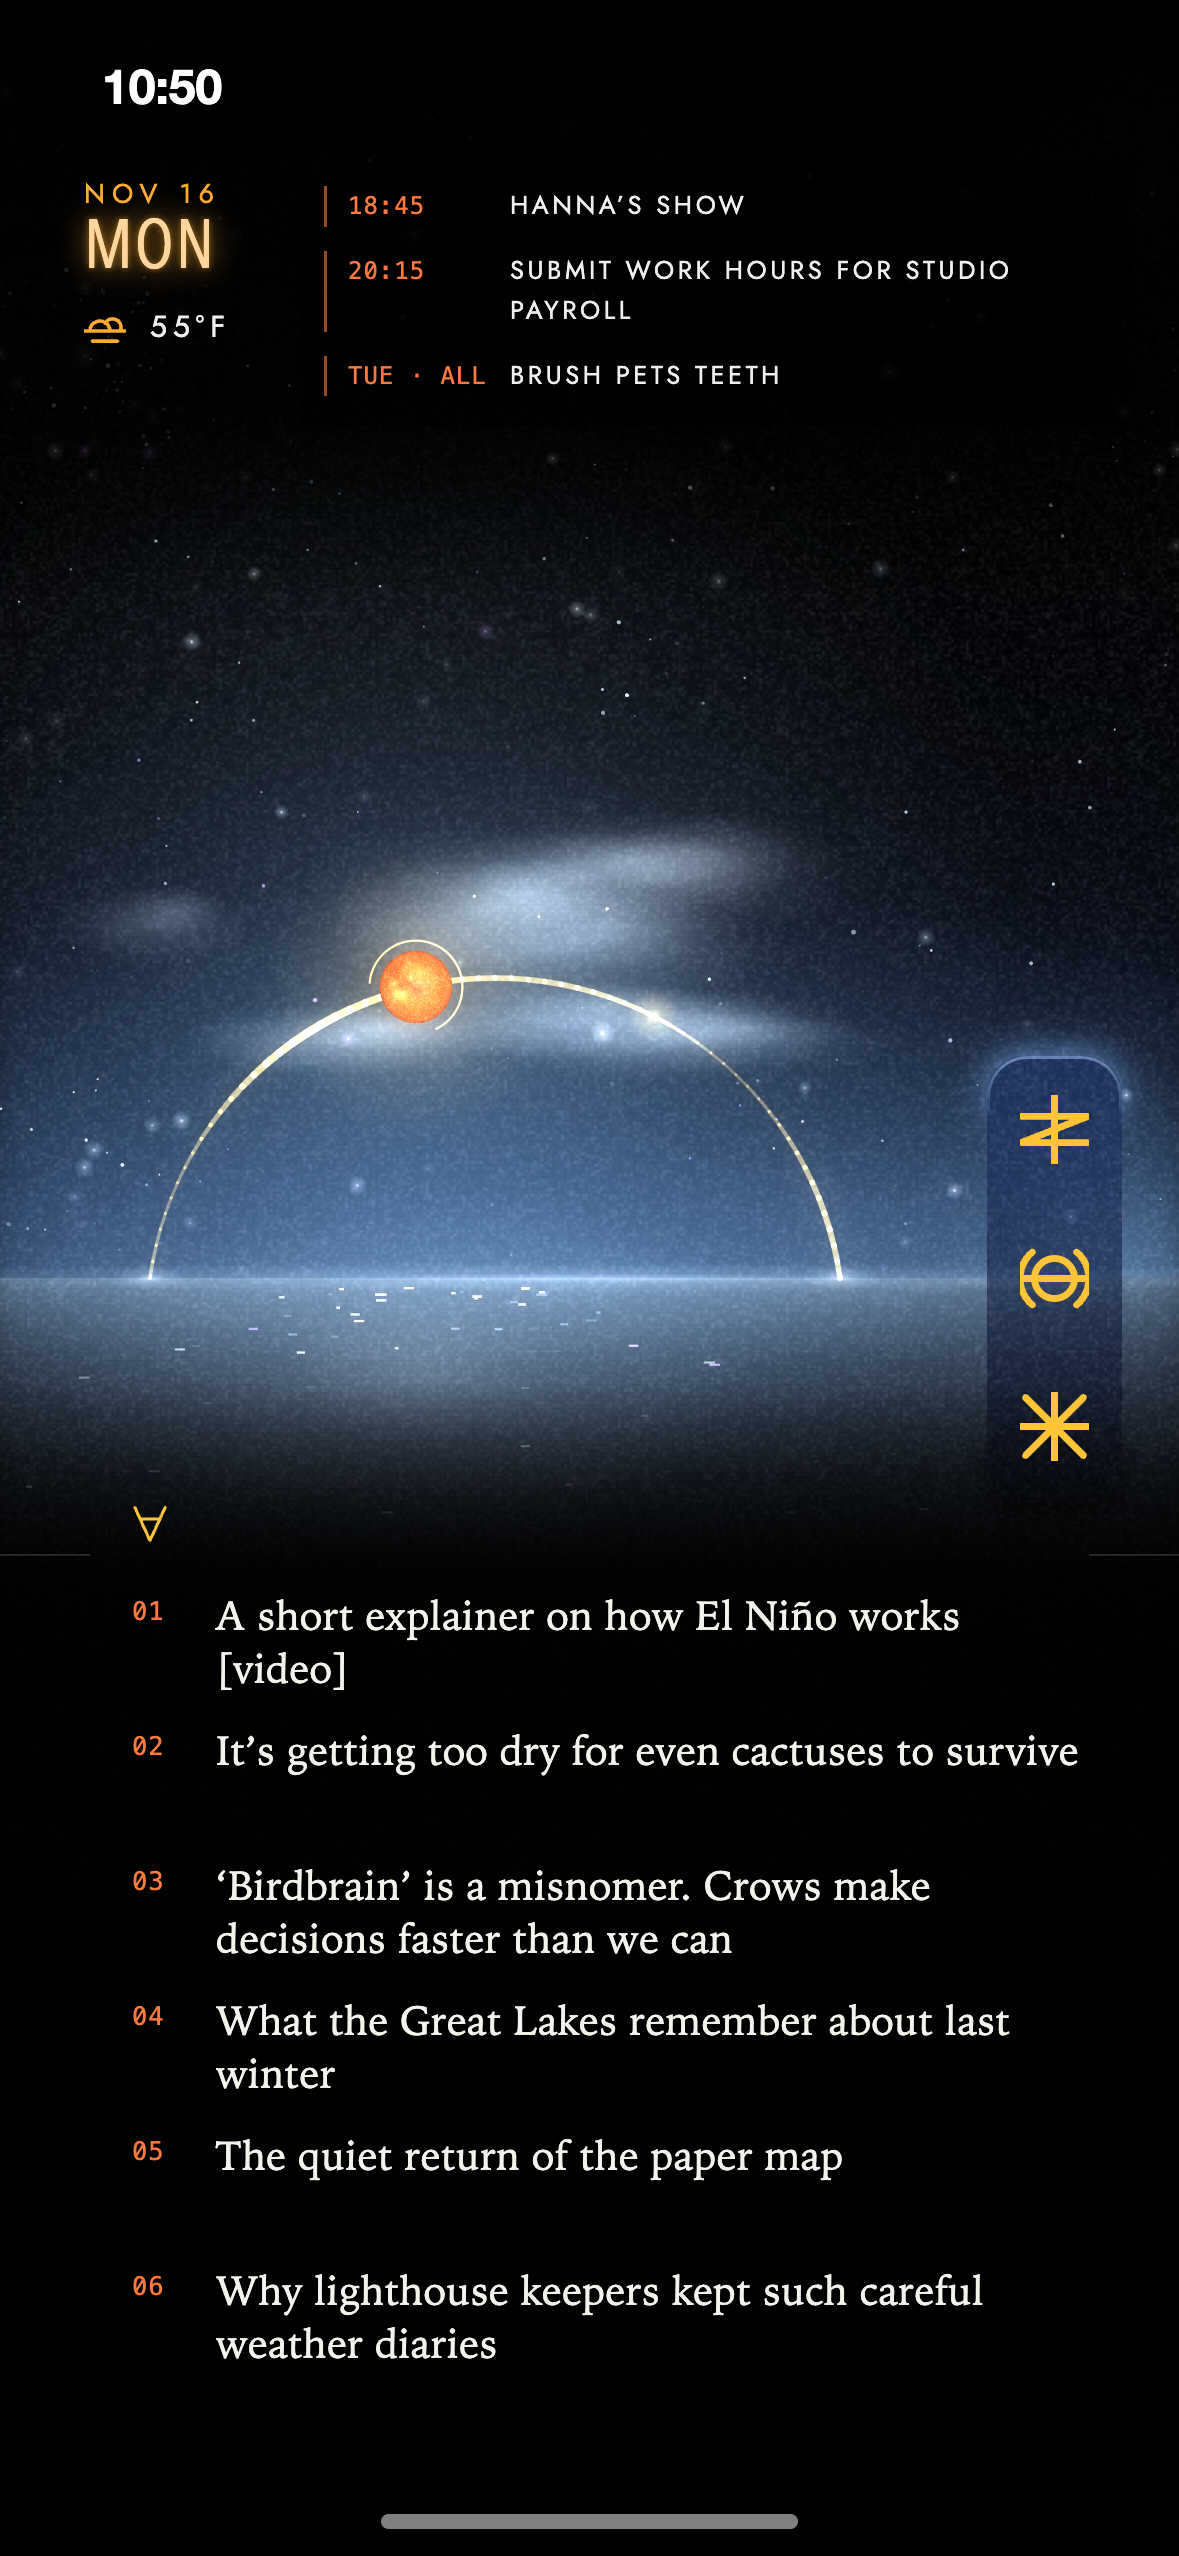 10:50
NOV 16
MON
55°F
18:45 HANNA’S SHOW
20:15 SUBMIT WORK HOURS FOR STUDIO
PAYROLL
TUE · ALL BRUSH PETS TEETH
01 A short explainer on how El Niño works
[video]
02 It’s getting too dry for even cactuses to survive
03 ‘Birdbrain’ is a misnomer. Crows make
decisions faster than we can
04 What the Great Lakes remember about last
winter
05 The quiet return of the paper map
06 Why lighthouse keepers kept such careful
weather diaries